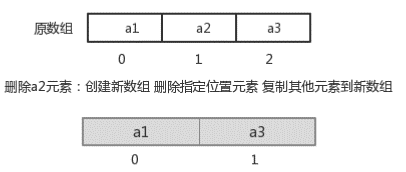 原数组 a1 a2 a3
0 1 2
删除a2元素：创建新数组 删除指定位置元素 复制其他元素到新数组
a1 a3
0 1